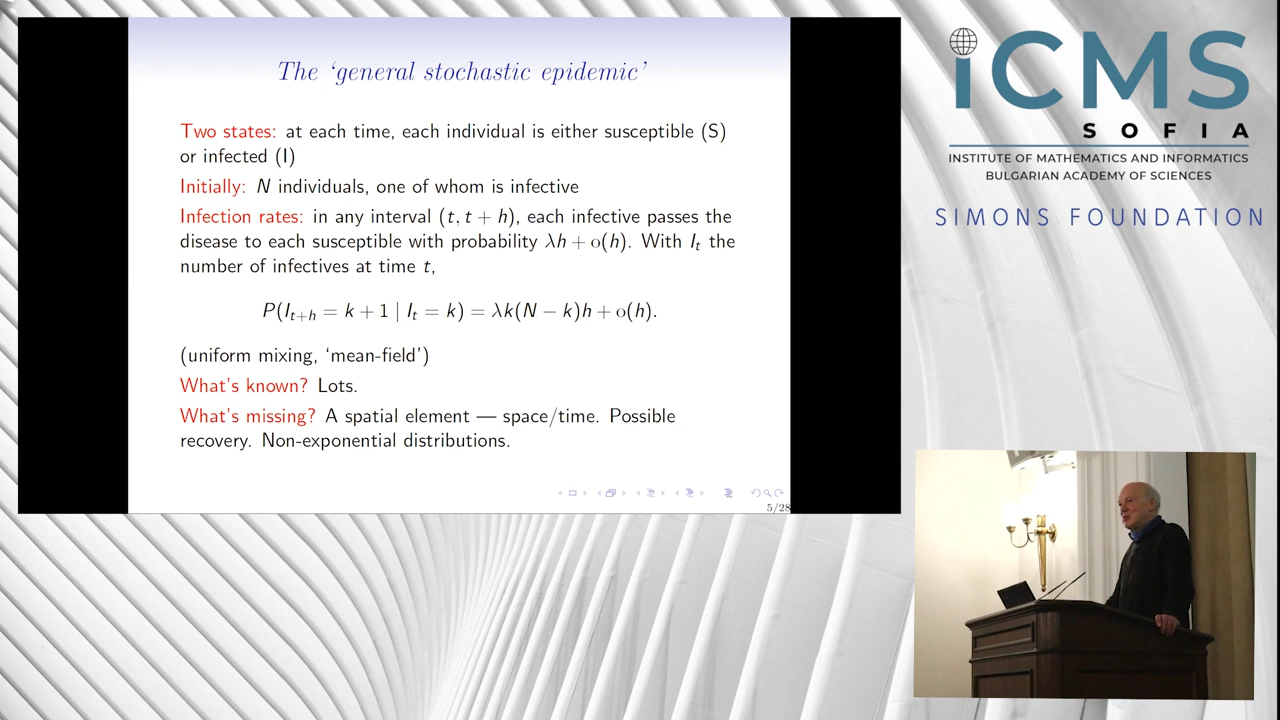 The ‘general stochastic epidemic’
Two states: at each time, each individual is either susceptible (S)
or infected (I)
Initially: N individuals, one of whom is infective
Infection rates: in any interval (t, t + h), each infective passes the
disease to each susceptible with probability λh + o(h). With I_t the
number of infectives at time t,
P(I_{t+h} = k + 1 | I_t = k) = λk(N − k)h + o(h).
(uniform mixing, ‘mean-field’)
What's known? Lots.
What's missing? A spatial element — space/time. Possible
recovery. Non-exponential distributions.
5/28
iCMS
SOFIA
INSTITUTE OF MATHEMATICS AND INFORMATICS
BULGARIAN ACADEMY OF SCIENCES
SIMONS FOUNDATION